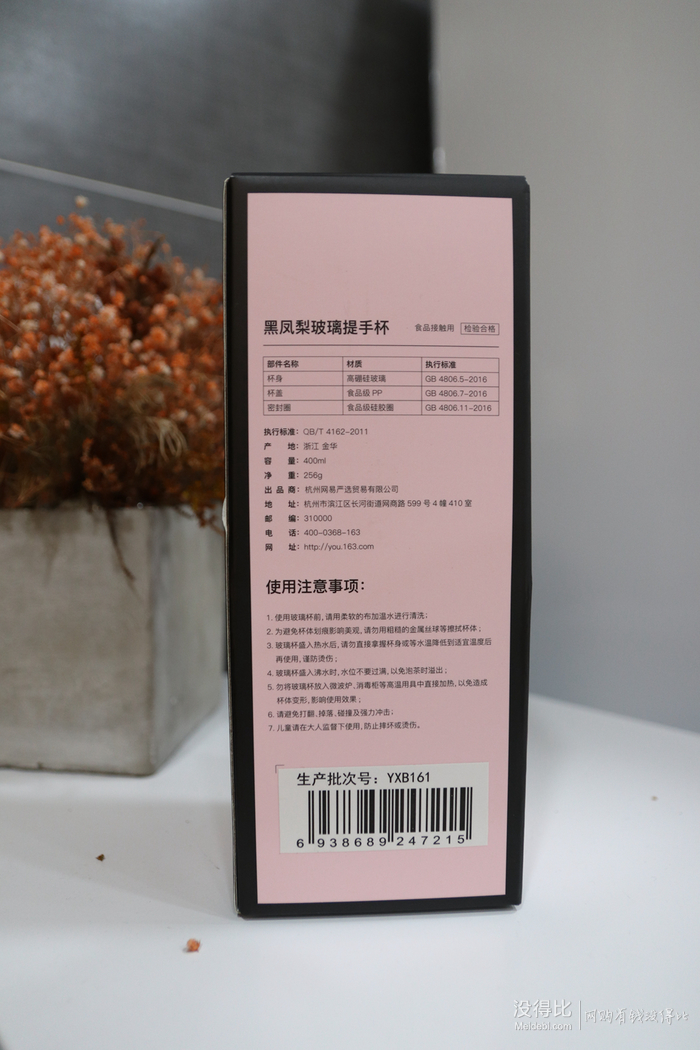 黑凤梨玻璃提手杯 食品接触用 检验合格
部件名称 材质 执行标准
杯身 高硼硅玻璃 GB 4806.5-2016
杯盖 食品级 PP GB 4806.7-2016
密封圈 食品级硅胶圈 GB 4806.11-2016
执行标准：QB/T 4162-2011
产 地：浙江 金华
容 量：400ml
净 重：256g
出 品 商：杭州网易严选贸易有限公司
地 址：杭州市滨江区长河街道网商路 599 号 4 幢 410 室
邮 编：310000
电 话：400-0368-163
网 址：http://you.163.com
使用注意事项：
1. 使用玻璃杯前，请用柔软的布加温水进行清洗；
2. 为避免杯体划痕影响美观，请勿用粗糙的金属丝球等擦拭杯体；
3. 玻璃杯盛入热水后，请勿直接拿握杯身或等水温降低到适宜温度后
再使用，谨防烫伤；
4. 玻璃杯盛入沸水时，水位不要过满，以免泡茶时溢出；
5. 勿将玻璃杯放入微波炉、消毒柜等高温用具中直接加热，以免造成
杯体变形，影响使用效果；
6. 请避免打翻、掉落、碰撞及强力冲击；
7. 儿童请在大人监督下使用，防止摔坏或烫伤。
生产批次号：YXB161
6 938689 247215
没得比 网购有我没得比
Meidebi.com